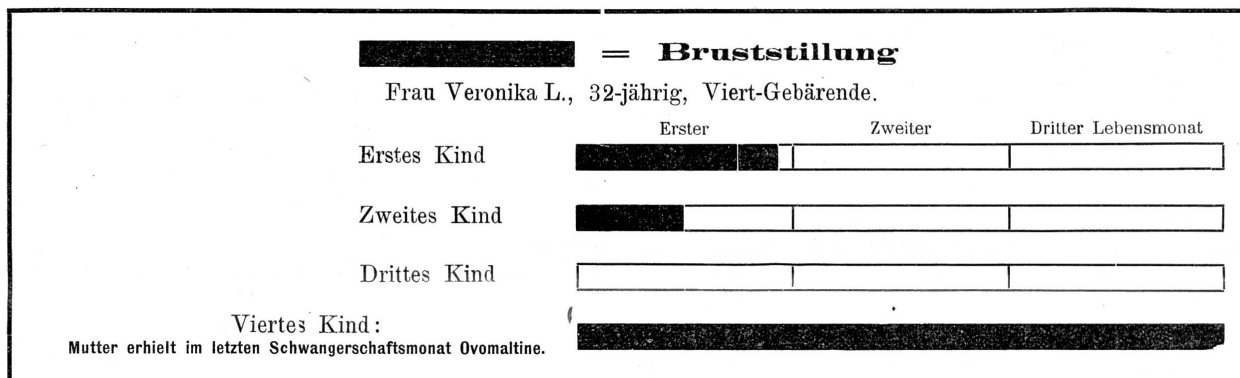 = Bruststillung
Frau Veronika L., 32-jährig, Viert-Gebärende.
Erster Zweiter Dritter Lebensmonat
Erstes Kind
Zweites Kind
Drittes Kind
Viertes Kind:
Mutter erhielt im letzten Schwangerschaftsmonat Ovomaltine.